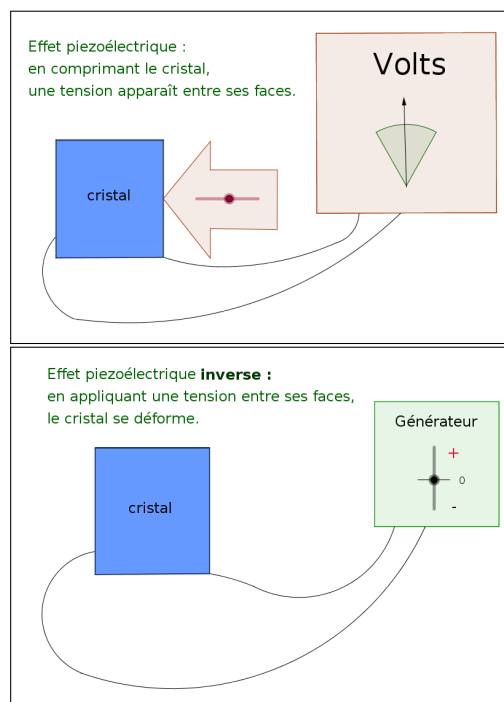 Effet piezoélectrique :
en comprimant le cristal,
une tension apparaît entre ses faces.
Volts
cristal
Effet piezoélectrique inverse :
en appliquant une tension entre ses faces,
le cristal se déforme.
Générateur
+
0
-
cristal